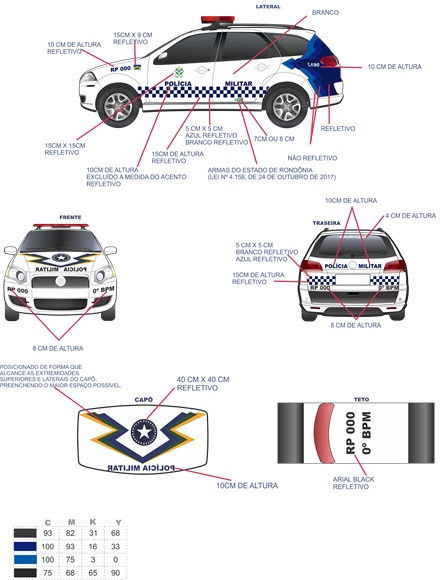 LATERAL
BRANCO
15CM X 9 CM
REFLETIVO
10 CM DE ALTURA
REFLETIVO
RP 000
190
10 CM DE ALTURA
POLÍCIA
MILITAR
15CM X 15CM
REFLETIVO
5 CM X 5 CM
AZUL REFLETIVO
BRANCO REFLETIVO
7CM OU 8 CM
REFLETIVO
NÃO REFLETIVO
15CM DE ALTURA
REFLETIVO
10CM DE ALTURA
EXCLUÍDO A MEDIDA DO ACENTO
REFLETIVO
ARMAS DO ESTADO DE RONDÔNIA
(LEI Nº 4.158, DE 24 DE OUTUBRO DE 2017)
FRENTE
POLÍCIA MILITAR
RP 000
0º BPM
8 CM DE ALTURA
10CM DE ALTURA
4 CM DE ALTURA
TRASEIRA
5 CM X 5 CM
BRANCO REFLETIVO
AZUL REFLETIVO
15CM DE ALTURA
REFLETIVO
POLÍCIA
MILITAR
RP 000
0º BPM
8 CM DE ALTURA
POSICIONADO DE FORMA QUE
ALCANCE AS EXTREMIDADES
SUPERIORES E LATERAIS DO CAPÔ,
PREENCHENDO O MAIOR ESPAÇO POSSÍVEL.
CAPÔ
40 CM X 40 CM
REFLETIVO
POLÍCIA MILITAR
10CM DE ALTURA
TETO
RP 000
0º BPM
ARIAL BLACK
REFLETIVO
C M K Y
93 82 31 68
100 93 16 33
100 75 3 0
75 68 65 90